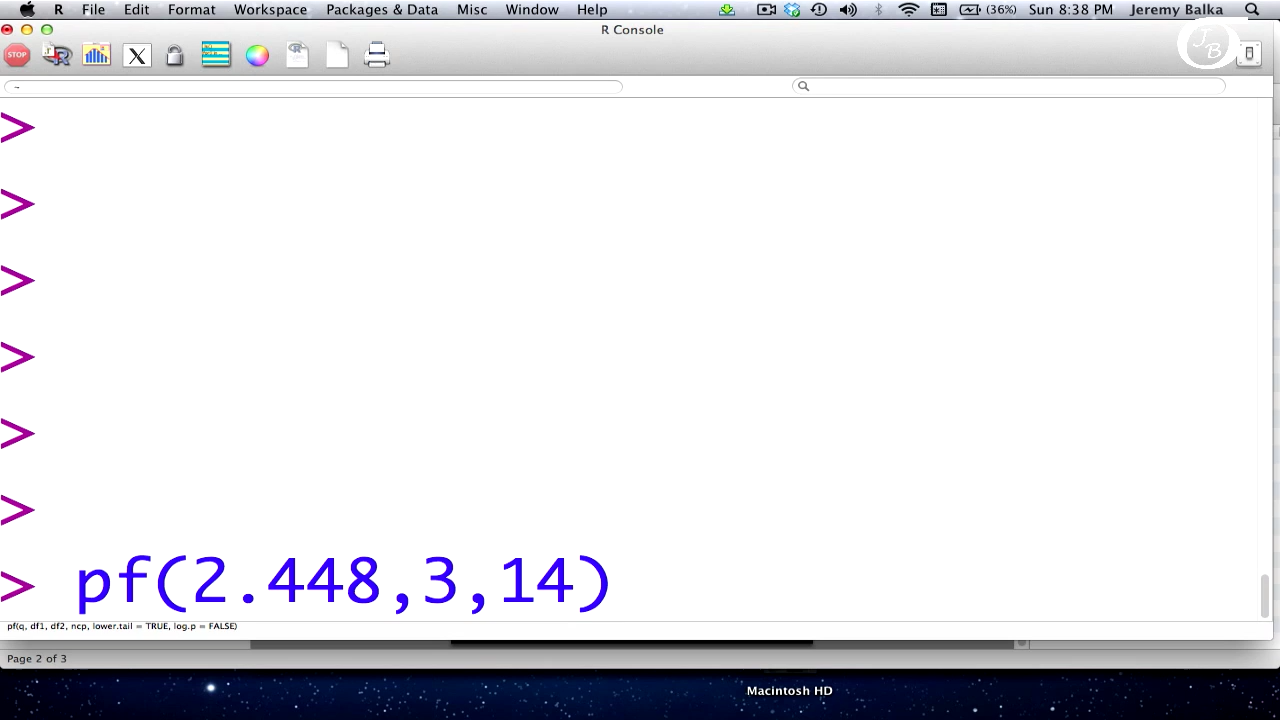 R File Edit Format Workspace Packages & Data Misc Window Help (36%) Sun 8:38 PM Jeremy Balka
R Console
STOP R X R
JB
~
>
>
>
>
>
>
> pf(2.448,3,14)
pf(q, df1, df2, ncp, lower.tail = TRUE, log.p = FALSE)
Page 2 of 3
Macintosh HD